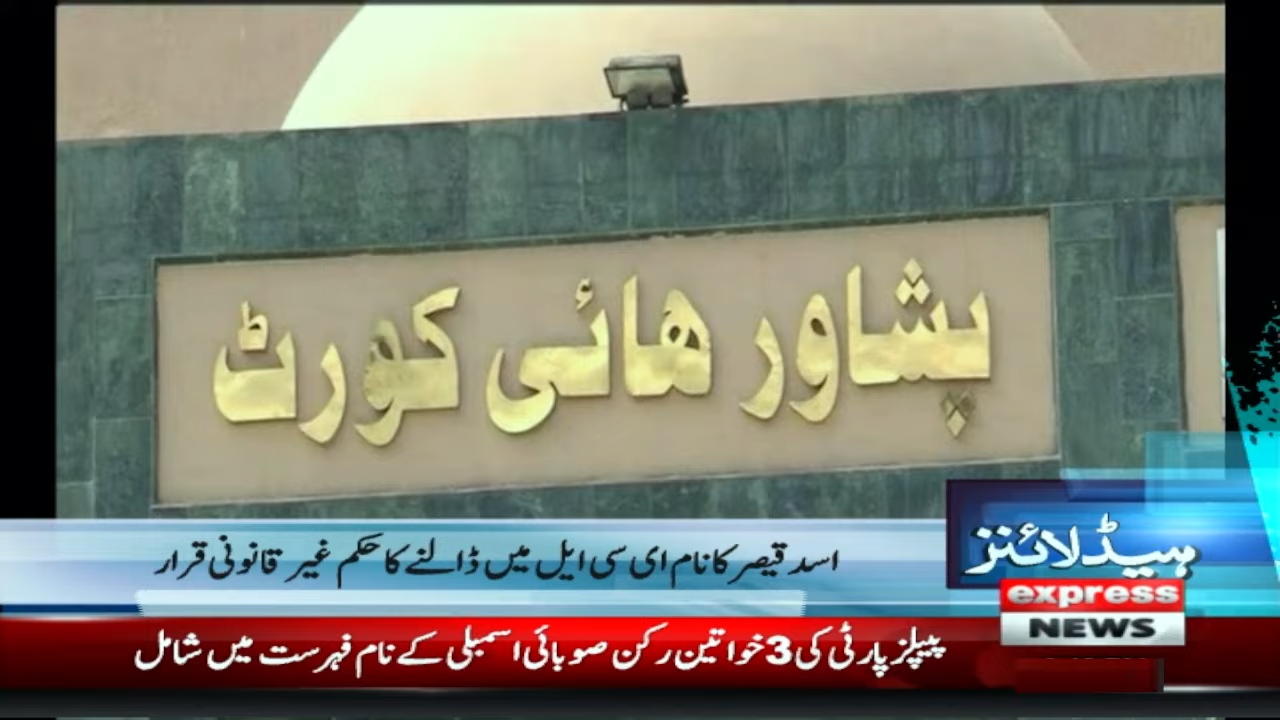 پشاور ھائی کورٹ
اسد قیصر کا نام ای سی ایل میں ڈالنے کا حکم غیر قانونی قرار
ہیڈلائنز
express
NEWS
پیپلز پارٹی کی 3 خواتین رکن صوبائی اسمبلی کے نام فہرست میں شامل